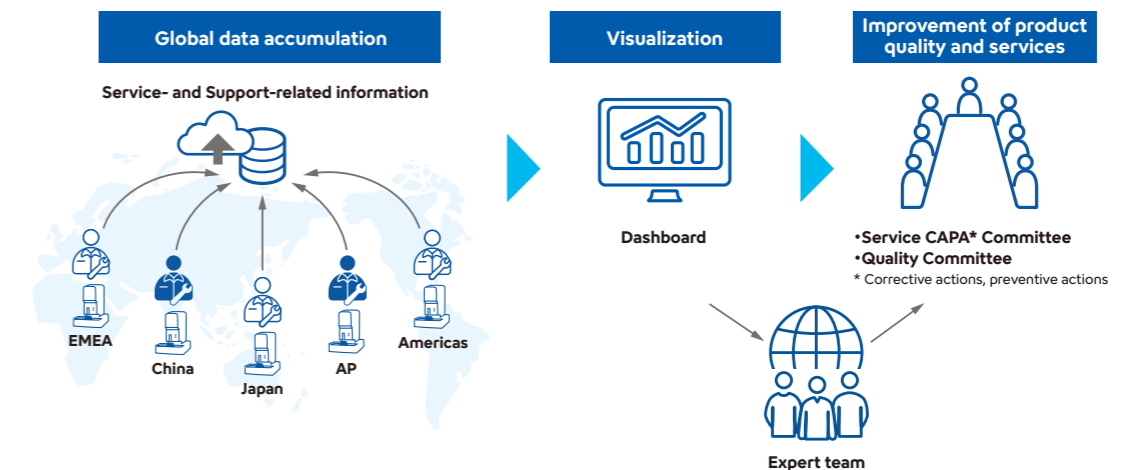 Global data accumulation
Visualization
Improvement of product
quality and services
Service- and Support-related information
EMEA
China
Japan
AP
Americas
Dashboard
•Service CAPA* Committee
•Quality Committee
* Corrective actions, preventive actions
Expert team